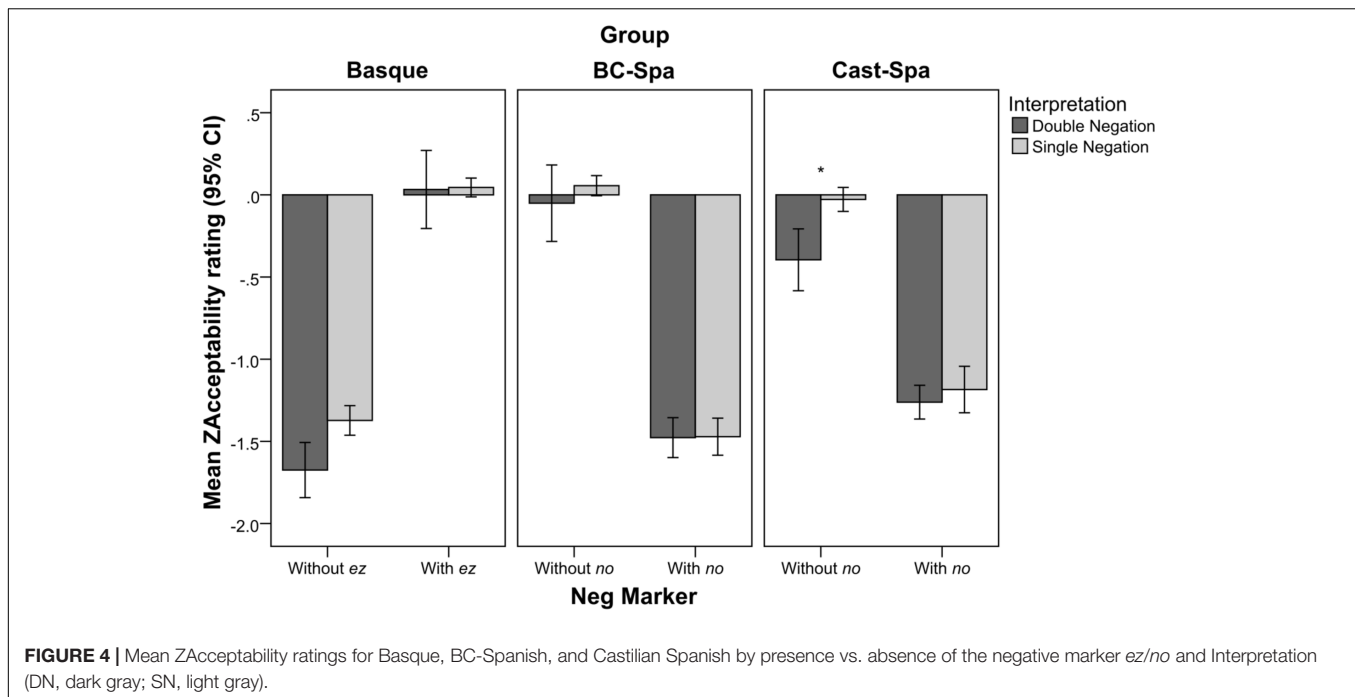 Group
Basque
BC-Spa
Cast-Spa
Interpretation
Double Negation
Single Negation
Mean ZAcceptability rating (95% CI)
.5
.0
-.5
-1.0
-1.5
-2.0
*
Without ez
With ez
Without no
With no
Without no
With no
Neg Marker
FIGURE 4 | Mean ZAcceptability ratings for Basque, BC-Spanish, and Castilian Spanish by presence vs. absence of the negative marker ez/no and Interpretation
(DN, dark gray; SN, light gray).